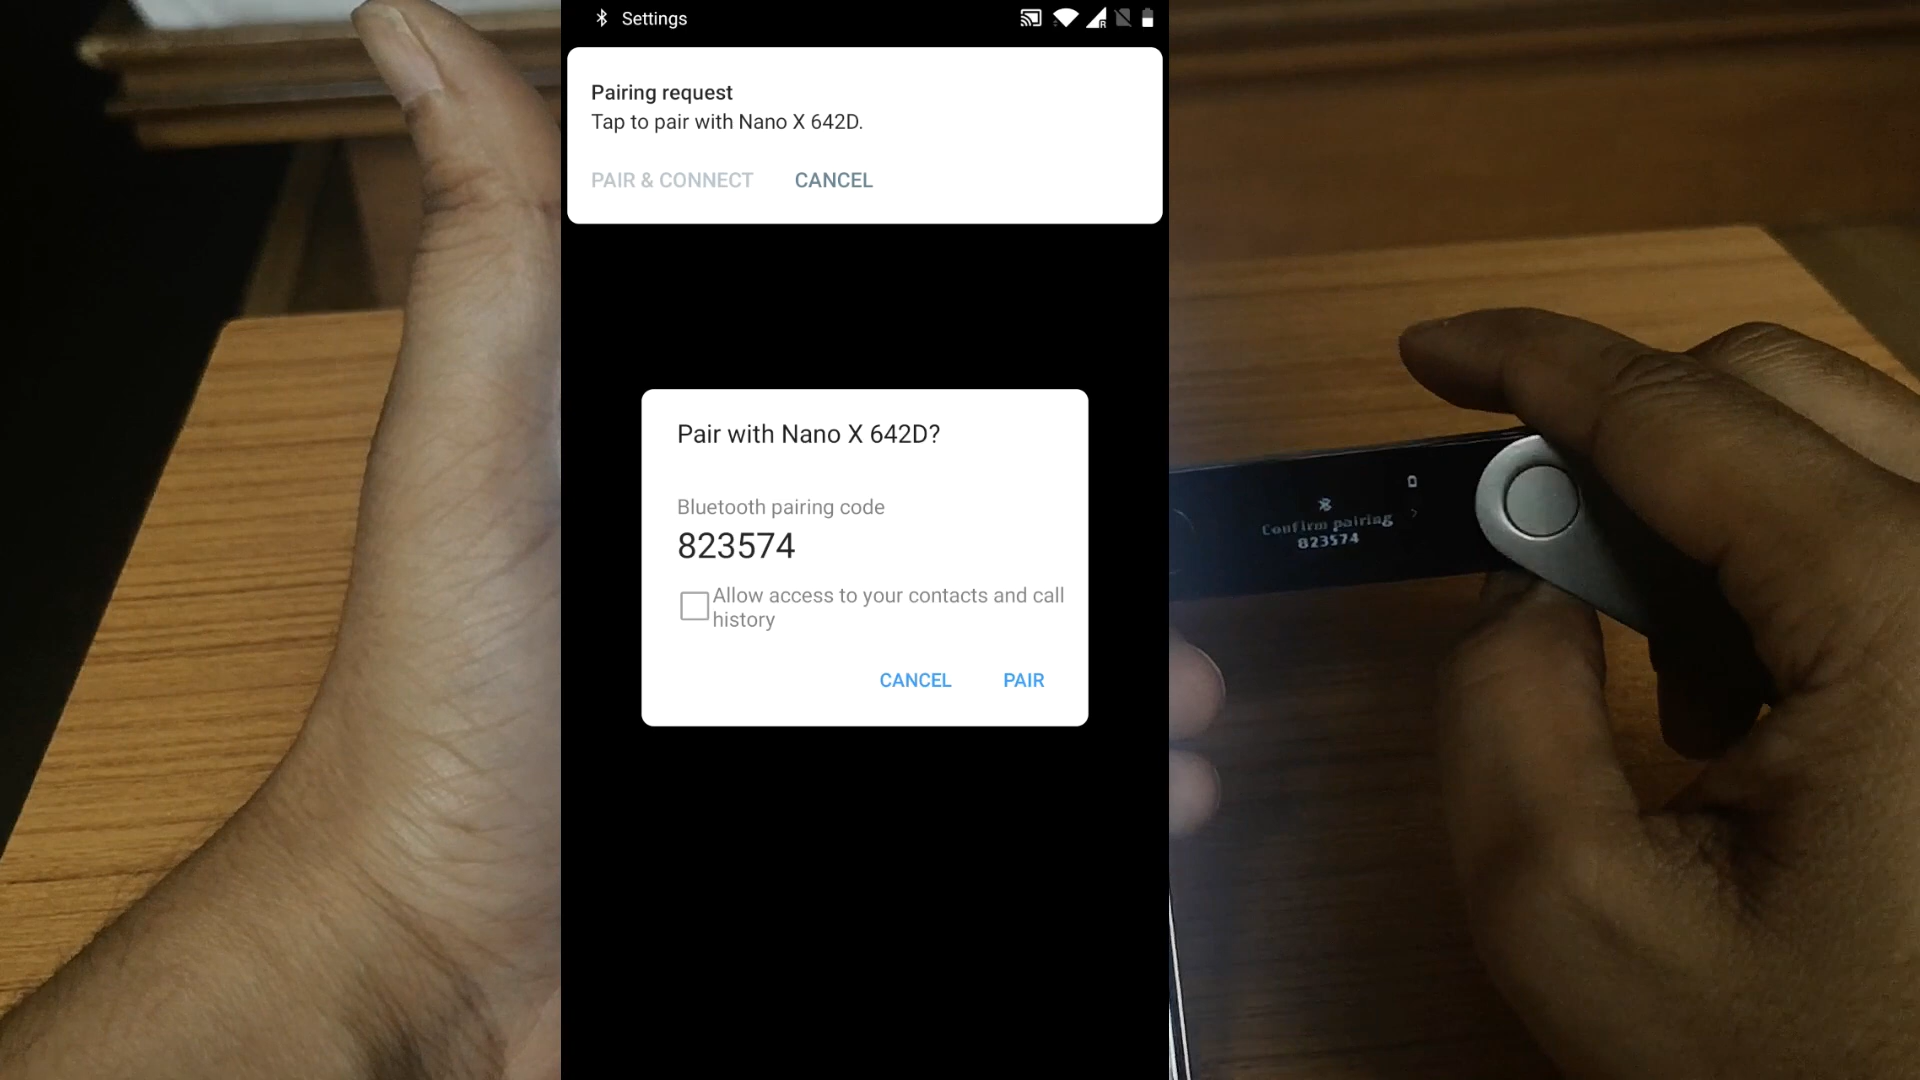 Settings
Pairing request
Tap to pair with Nano X 642D.
PAIR & CONNECT CANCEL
Pair with Nano X 642D?
Bluetooth pairing code
823574
Allow access to your contacts and call
history
CANCEL PAIR
Confirm pairing
823574